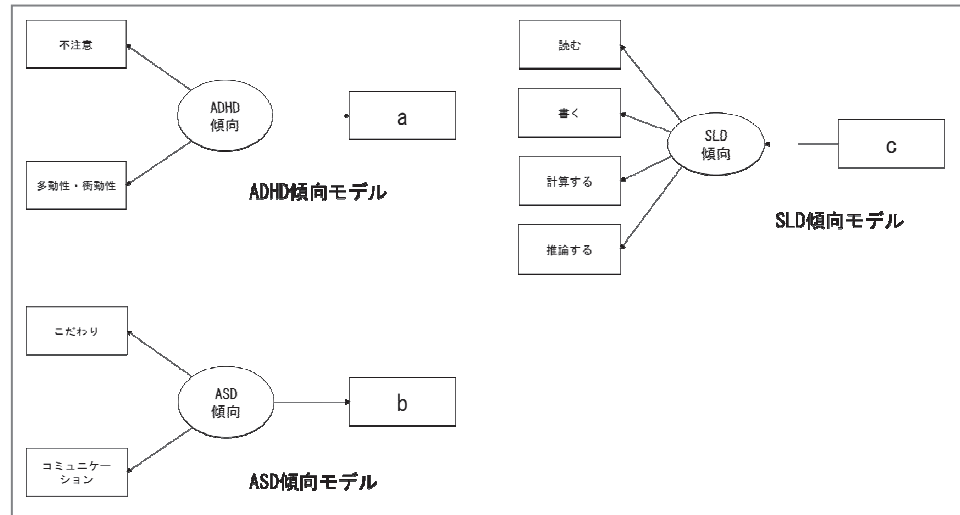 不注意
ADHD
傾向
a
多動性・衝動性
ADHD傾向モデル
読む
書く
SLD
傾向
c
計算する
推論する
SLD傾向モデル
こだわり
ASD
傾向
b
コミュニケー
ション
ASD傾向モデル